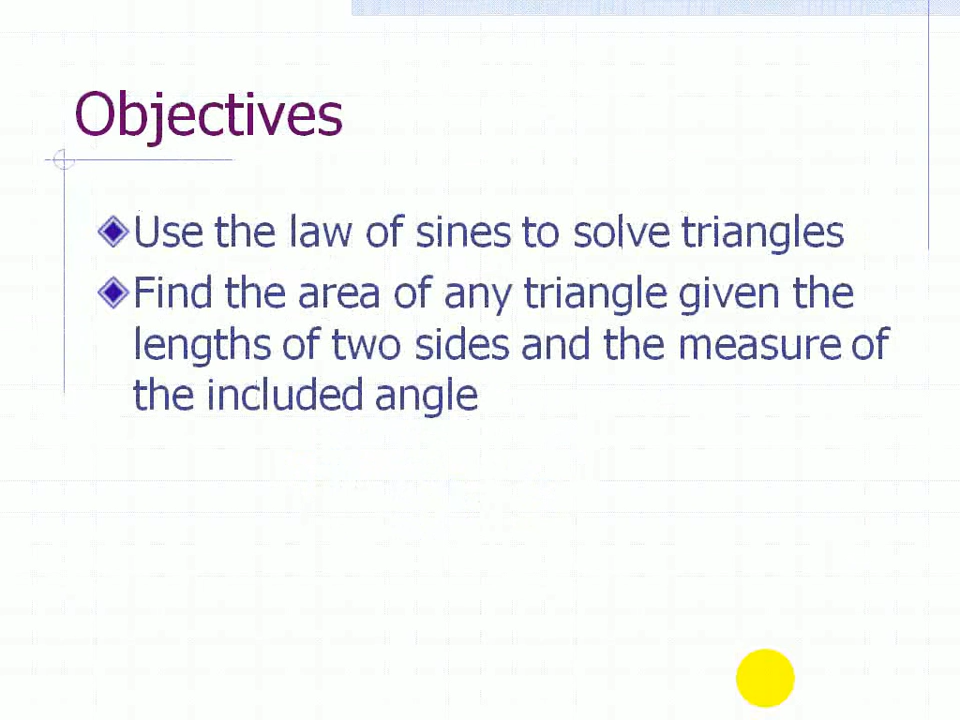 Objectives
Use the law of sines to solve triangles
Find the area of any triangle given the
lengths of two sides and the measure of
the included angle